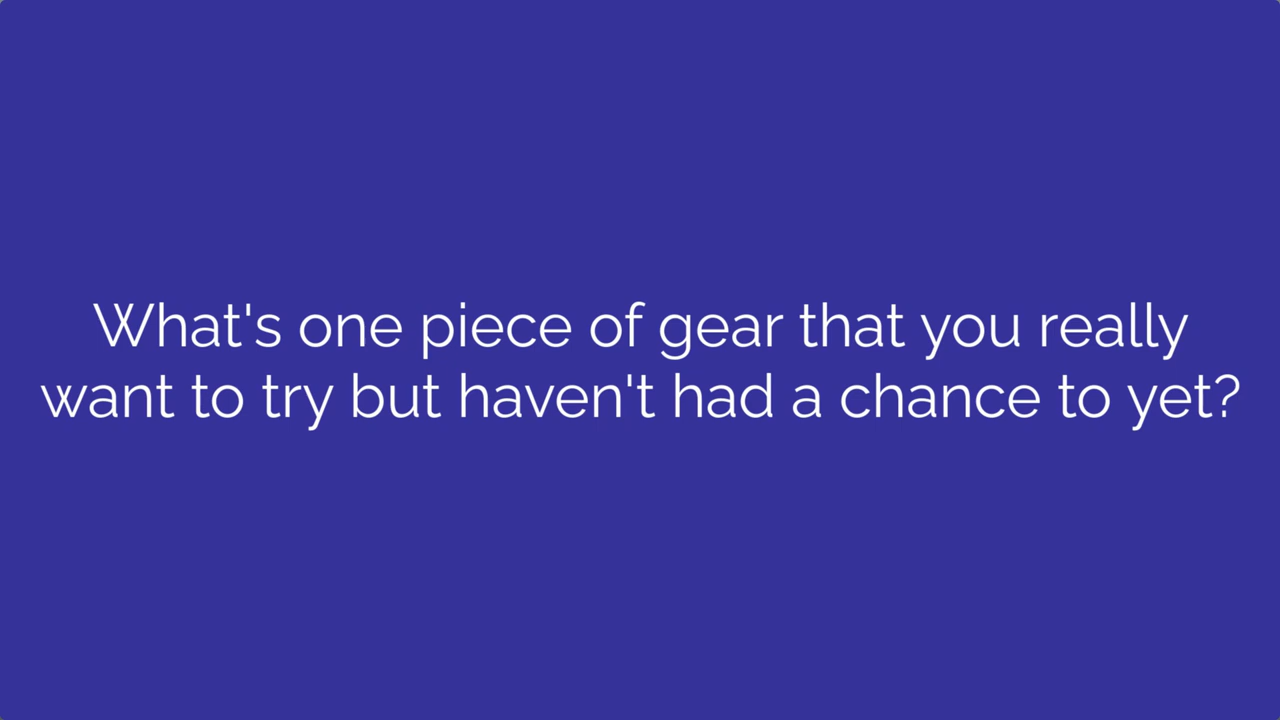 What's one piece of gear that you really
want to try but haven't had a chance to yet?